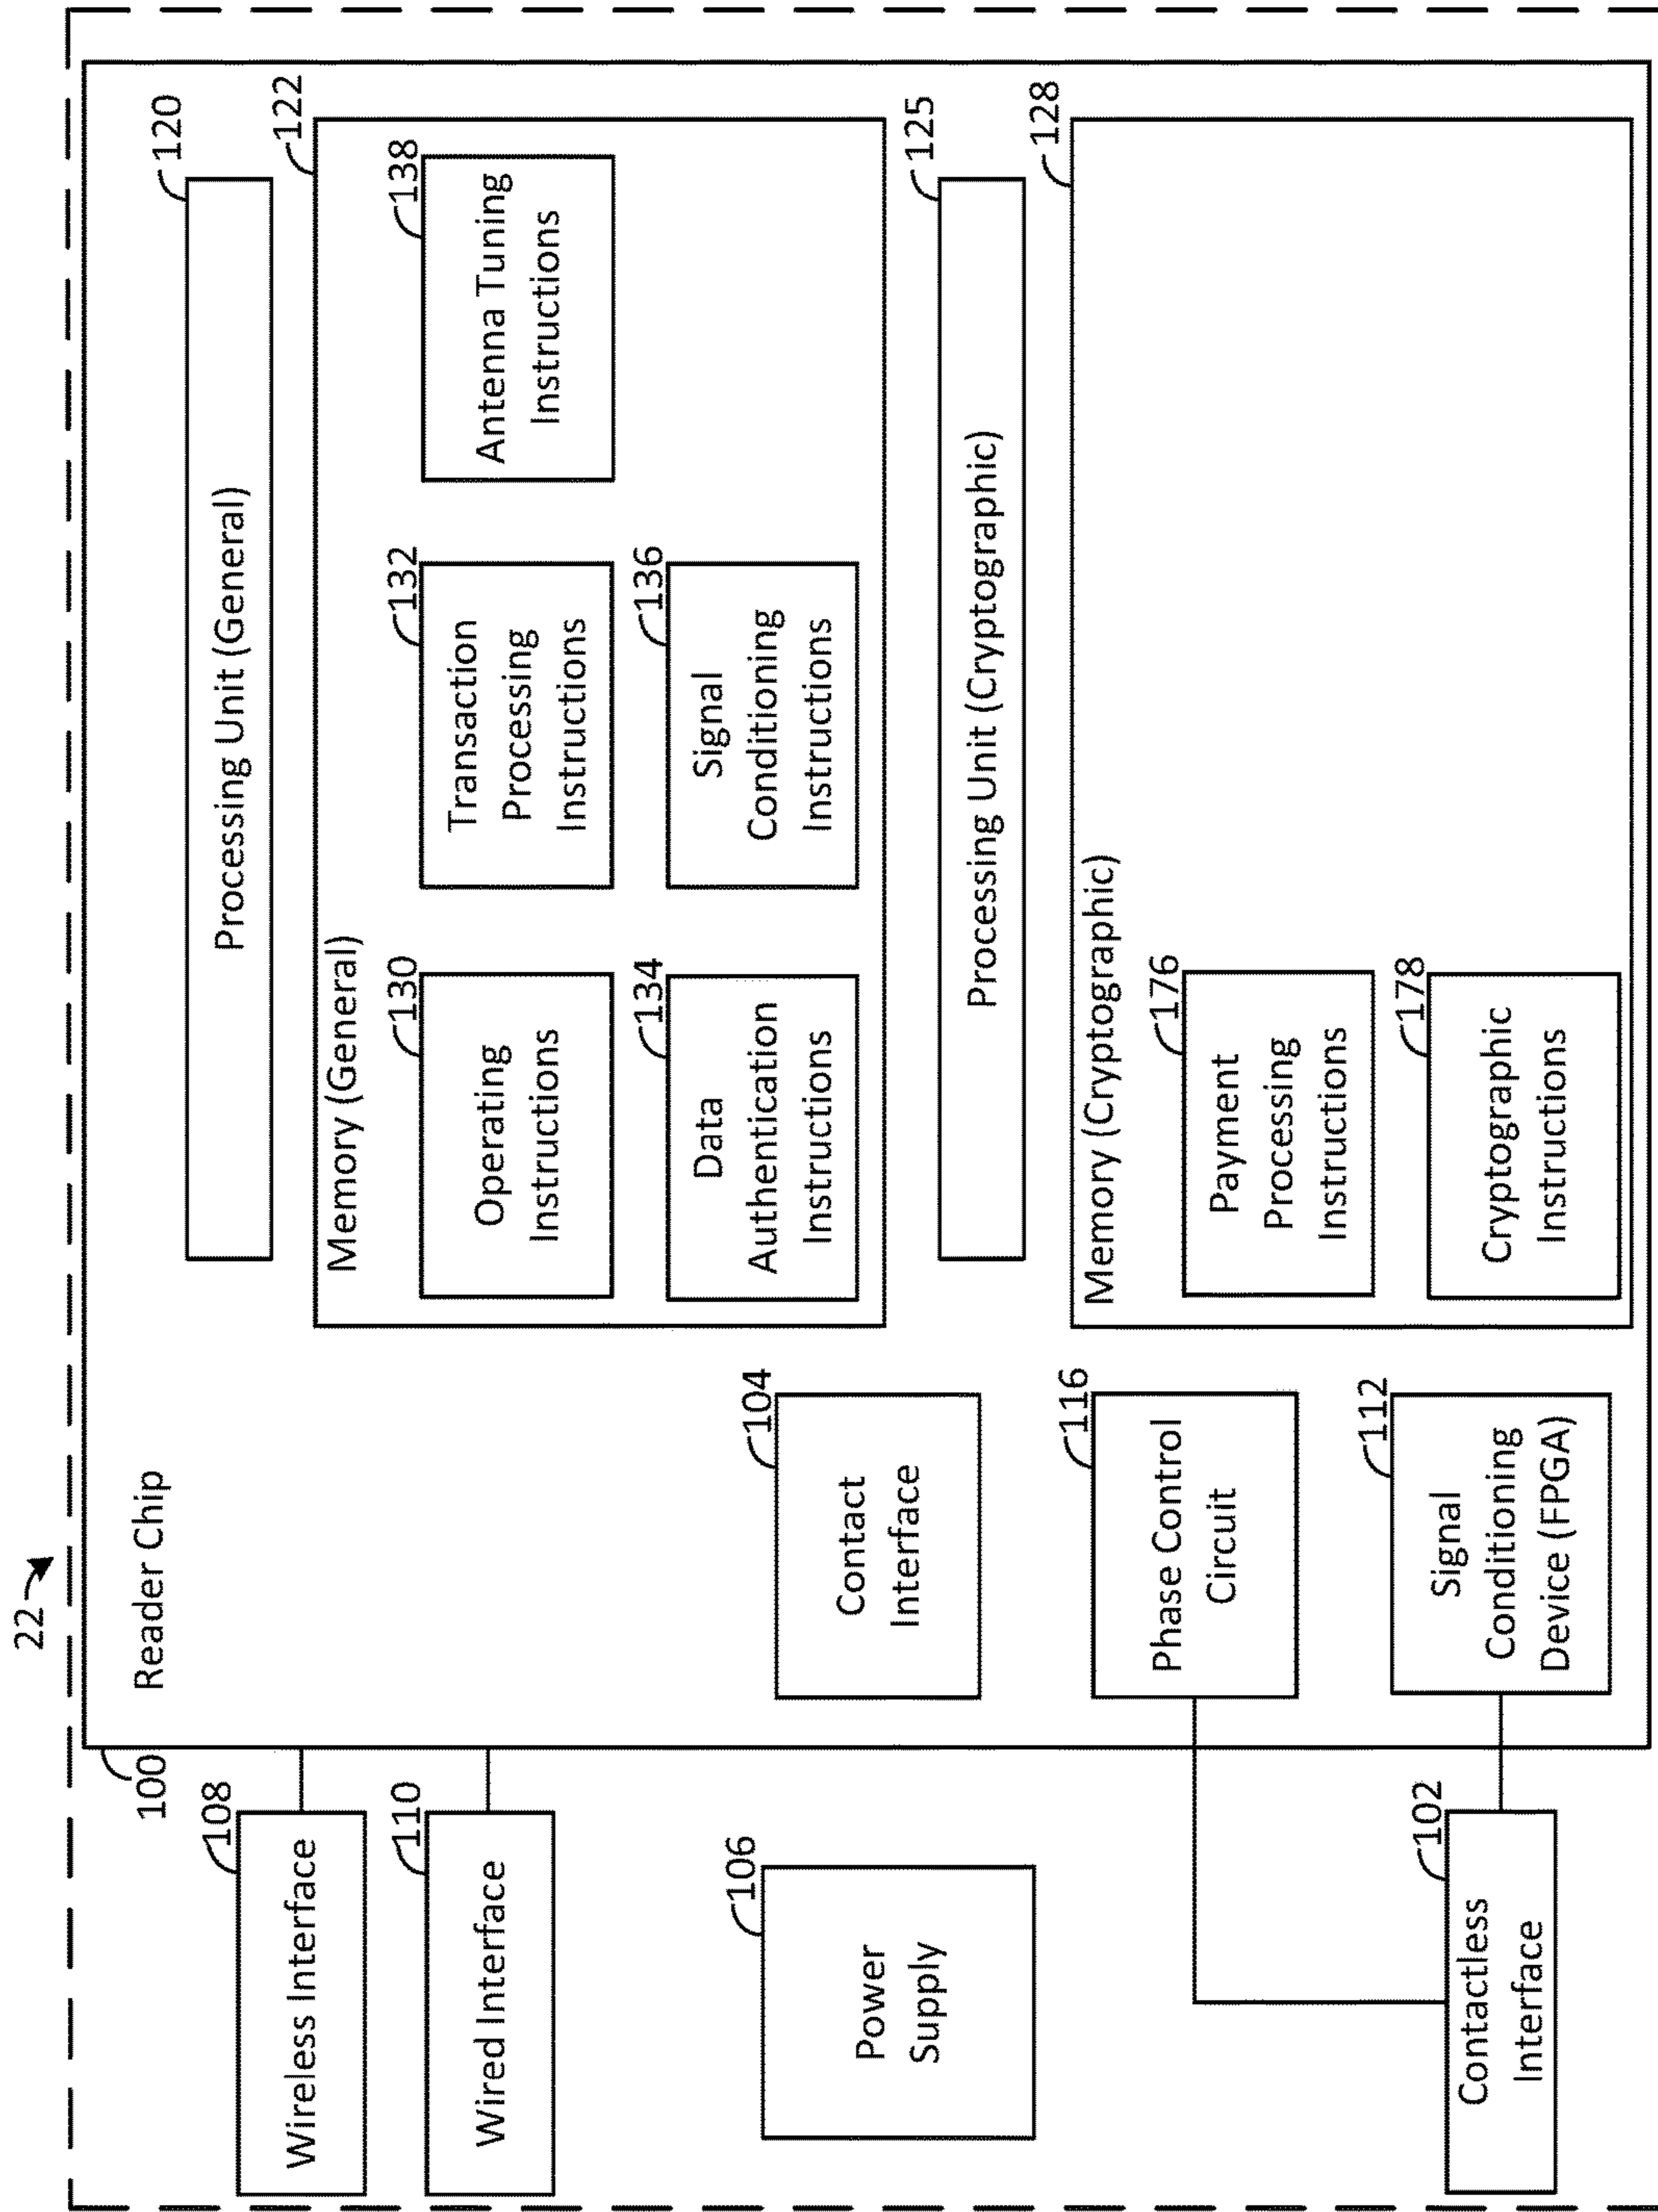 22
100
Reader Chip
108
Wireless Interface
110
Wired Interface
106
Power
Supply
102
Contactless
Interface
104
Contact
Interface
116
Phase Control
Circuit
112
Signal
Conditioning
Device (FPGA)
120
Processing Unit (General)
122
Memory (General)
130
Operating
Instructions
132
Transaction
Processing
Instructions
138
Antenna Tuning
Instructions
134
Data
Authentication
Instructions
136
Signal
Conditioning
Instructions
125
Processing Unit (Cryptographic)
128
Memory (Cryptographic)
176
Payment
Processing
Instructions
178
Cryptographic
Instructions